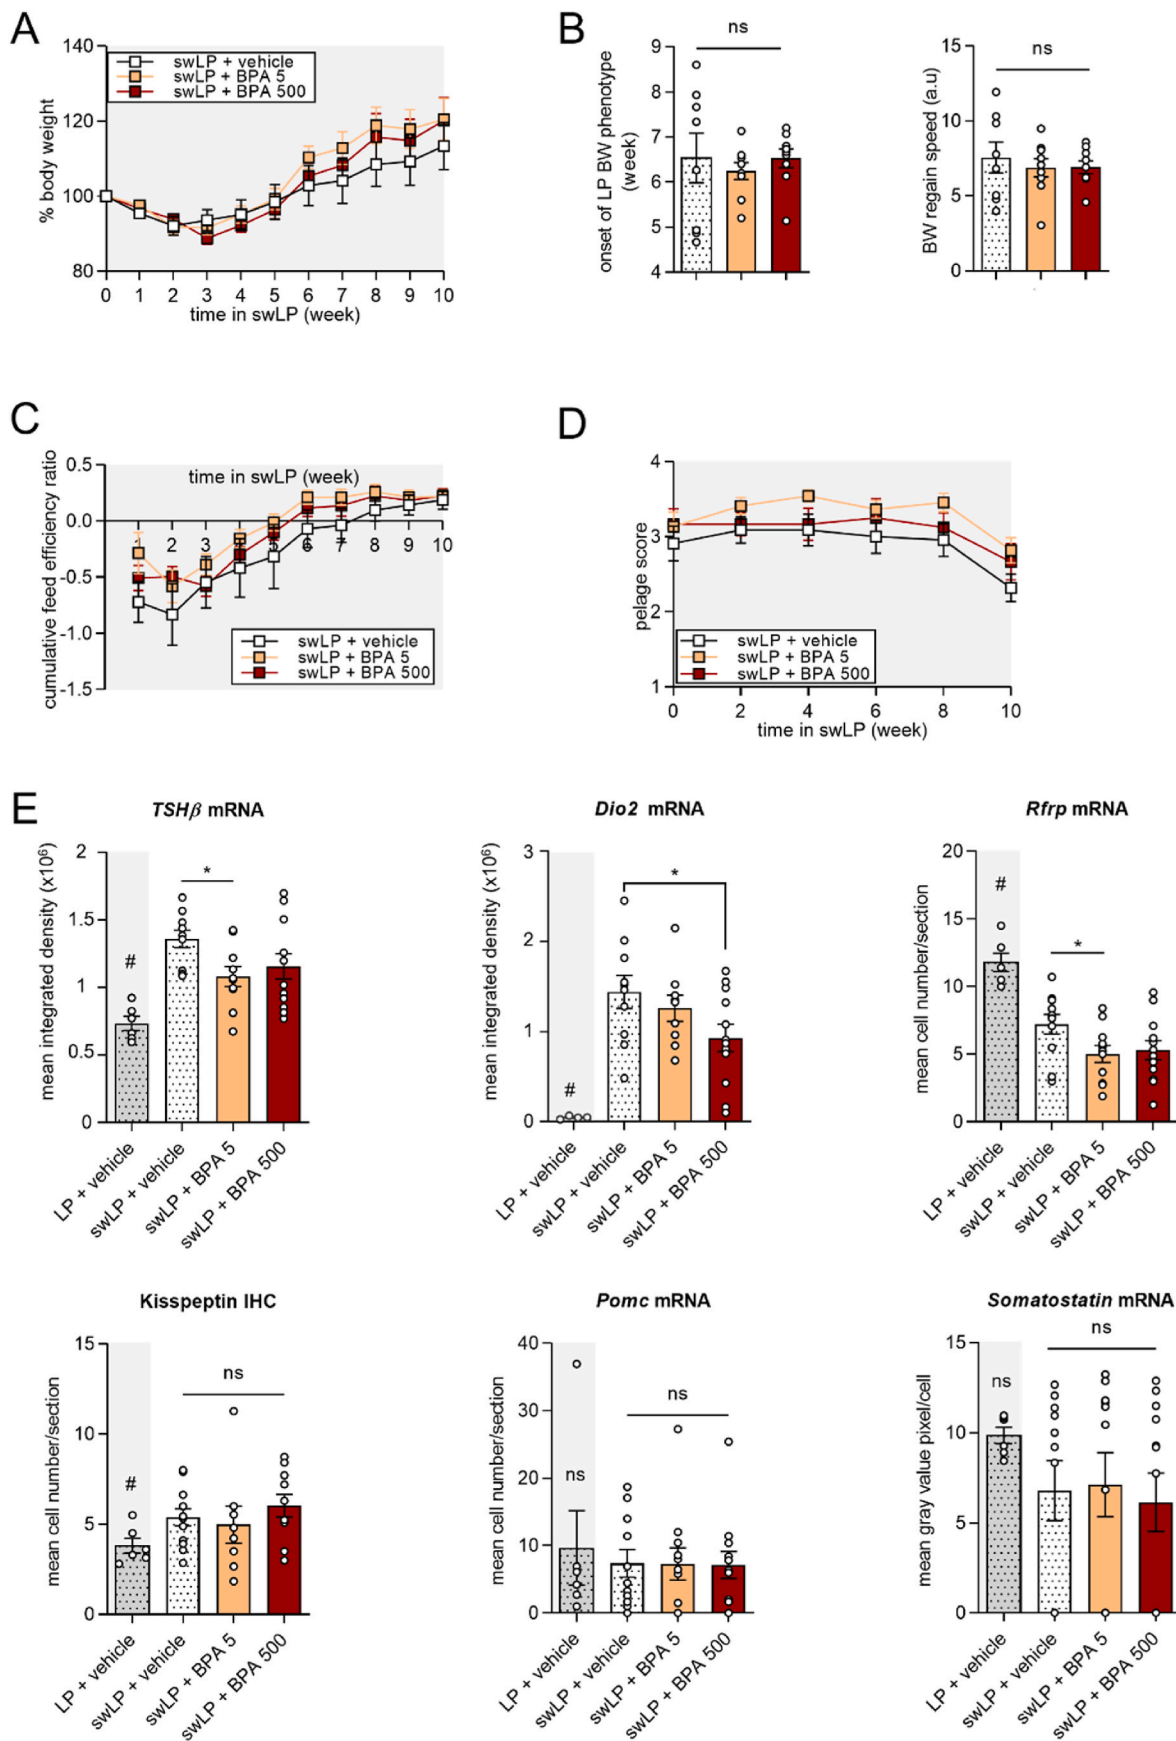 A
140
120
100
80
% body weight
swLP + vehicle
swLP + BPA 5
swLP + BPA 500
0 1 2 3 4 5 6 7 8 9 10
time in swLP (week)
B
9
8
7
6
5
4
onset of LP BW phenotype
(week)
ns
15
10
5
0
BW regain speed (a.u)
ns
C
0.5
0.0
-0.5
-1.0
-1.5
cumulative feed efficiency ratio
time in swLP (week)
1 2 3 4 5 6 7 8 9 10
swLP + vehicle
swLP + BPA 5
swLP + BPA 500
D
4
3
2
1
pelage score
swLP + vehicle
swLP + BPA 5
swLP + BPA 500
0 2 4 6 8 10
time in swLP (week)
E
TSHβ mRNA
mean integrated density (x10⁶)
2
1.5
1
0.5
0
#
*
LP + vehicle
swLP + vehicle
swLP + BPA 5
swLP + BPA 500
Dio2 mRNA
mean integrated density (x10⁶)
3
2
1
0
#
*
LP + vehicle
swLP + vehicle
swLP + BPA 5
swLP + BPA 500
Rfrp mRNA
mean cell number/section
20
15
10
5
0
#
*
LP + vehicle
swLP + vehicle
swLP + BPA 5
swLP + BPA 500
Kisspeptin IHC
mean cell number/section
15
10
5
0
#
ns
LP + vehicle
swLP + vehicle
swLP + BPA 5
swLP + BPA 500
Pomc mRNA
mean cell number/section
40
30
20
10
0
ns
ns
LP + vehicle
swLP + vehicle
swLP + BPA 5
swLP + BPA 500
Somatostatin mRNA
mean gray value pixel/cell
15
10
5
0
ns
ns
LP + vehicle
swLP + vehicle
swLP + BPA 5
swLP + BPA 500